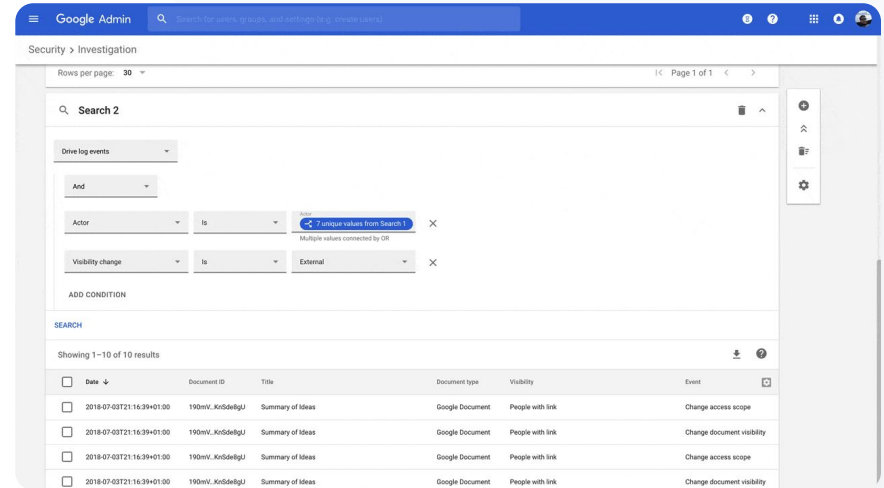 Google Admin
Search for users, groups, and settings (e.g. create users)
Security > Investigation
Rows per page: 30
Page 1 of 1
Search 2
Drive log events
And
Actor Is Actor 7 unique values from Search 1
Multiple values connected by OR
Visibility change Is External
ADD CONDITION
SEARCH
Showing 1–10 of 10 results
Date Document ID Title Document type Visibility Event
2018-07-03T21:16:39+01:00 190mV...KnSde8gU Summary of Ideas Google Document People with link Change access scope
2018-07-03T21:16:39+01:00 190mV...KnSde8gU Summary of Ideas Google Document People with link Change document visibility
2018-07-03T21:16:39+01:00 190mV...KnSde8gU Summary of Ideas Google Document People with link Change access scope
2018-07-03T21:16:39+01:00 190mV...KnSde8gU Summary of Ideas Google Document People with link Change document visibility